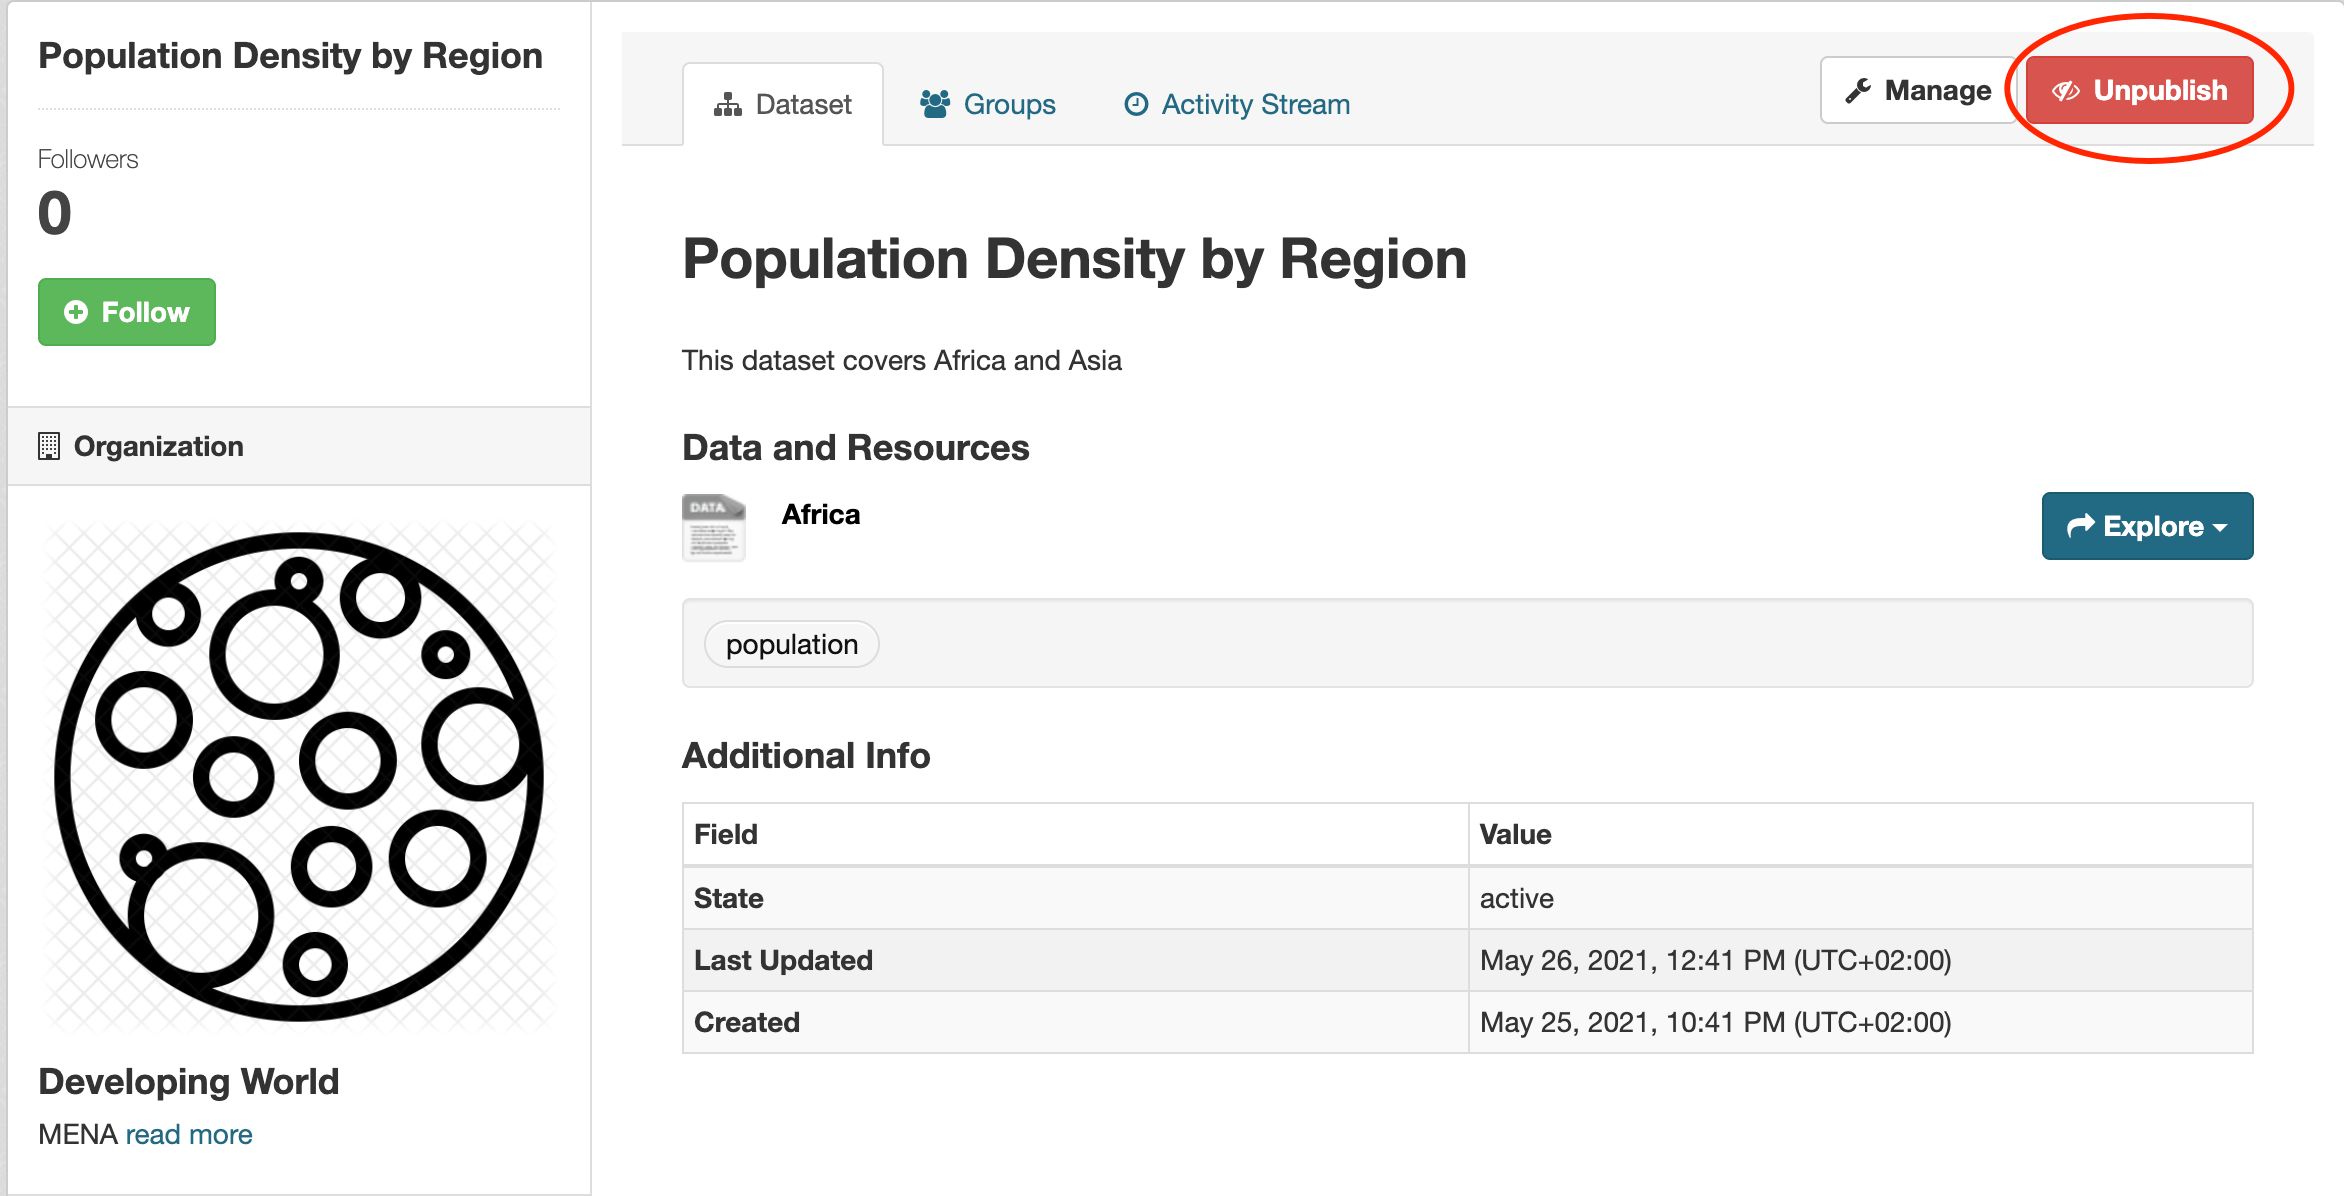 Population Density by Region
Followers
0
Follow
Organization
Developing World
MENA read more
Dataset
Groups
Activity Stream
Manage
Unpublish
Population Density by Region
This dataset covers Africa and Asia
Data and Resources
DATA
Africa
Explore
population
Additional Info
Field Value
State active
Last Updated May 26, 2021, 12:41 PM (UTC+02:00)
Created May 25, 2021, 10:41 PM (UTC+02:00)